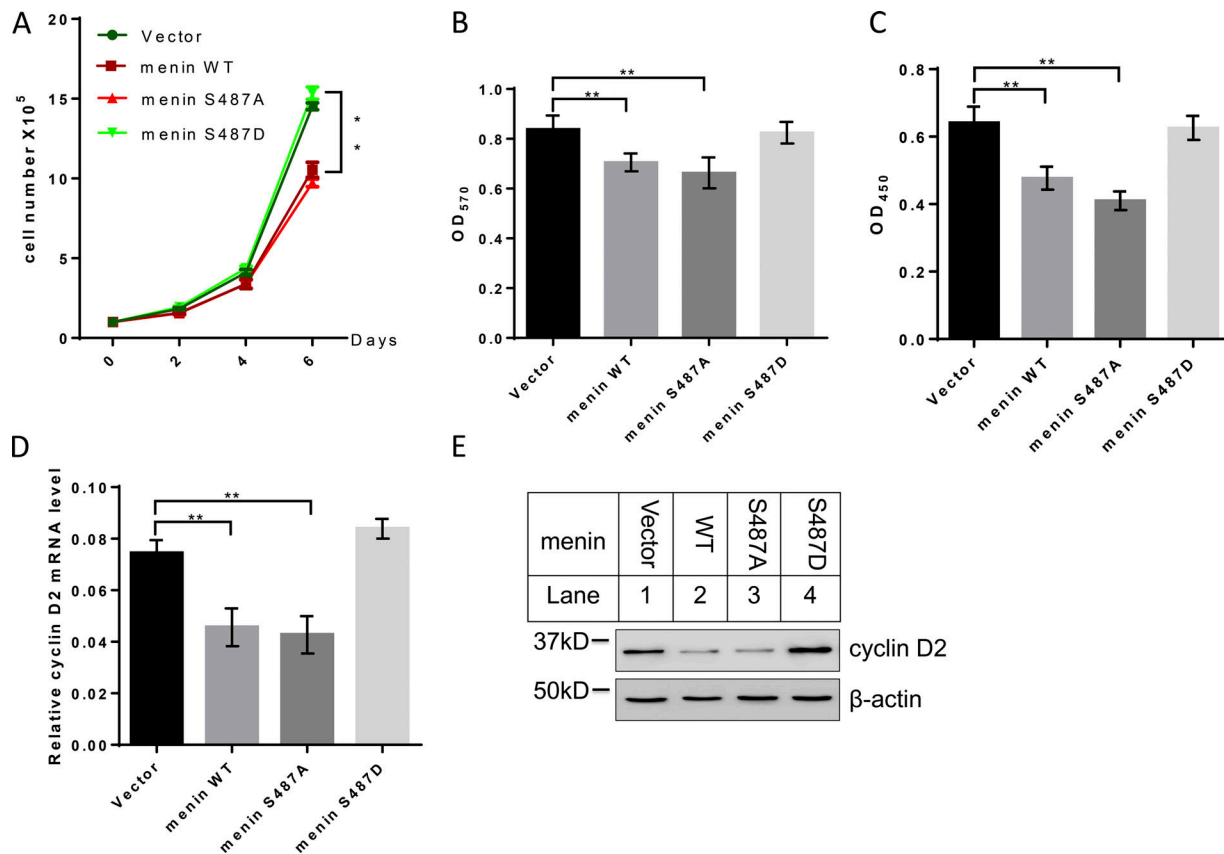 A
20
15
10
5
0
cell number X10⁵
Vector
menin WT
menin S487A
menin S487D
*
*
0
2
4
6
Days
B
1.0
0.8
0.6
0.4
0.2
0.0
OD₅₇₀
**
**
Vector
menin WT
menin S487A
menin S487D
C
0.8
0.6
0.4
0.2
0.0
OD₄₅₀
**
**
Vector
menin WT
menin S487A
menin S487D
D
0.10
0.08
0.06
0.04
0.02
0.00
Relative cyclin D2 mRNA level
**
**
Vector
menin WT
menin S487A
menin S487D
E
menin
Vector
WT
S487A
S487D
Lane 1 2 3 4
37kD
cyclin D2
50kD
β-actin